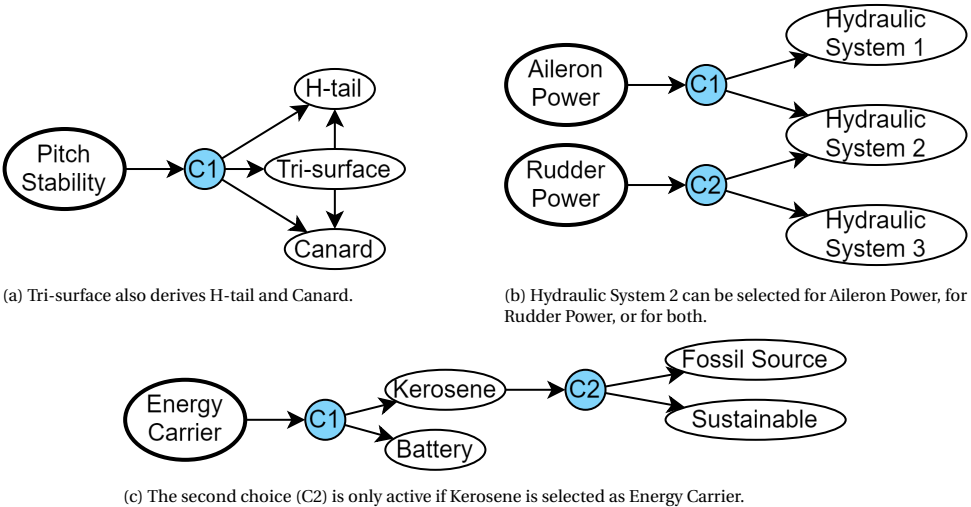 Pitch
Stability
C1
H-tail
Tri-surface
Canard
(a) Tri-surface also derives H-tail and Canard.
Aileron
Power
C1
Hydraulic
System 1
Hydraulic
System 2
Rudder
Power
C2
Hydraulic
System 3
(b) Hydraulic System 2 can be selected for Aileron Power, for
Rudder Power, or for both.
Energy
Carrier
C1
Kerosene
Battery
C2
Fossil Source
Sustainable
(c) The second choice (C2) is only active if Kerosene is selected as Energy Carrier.